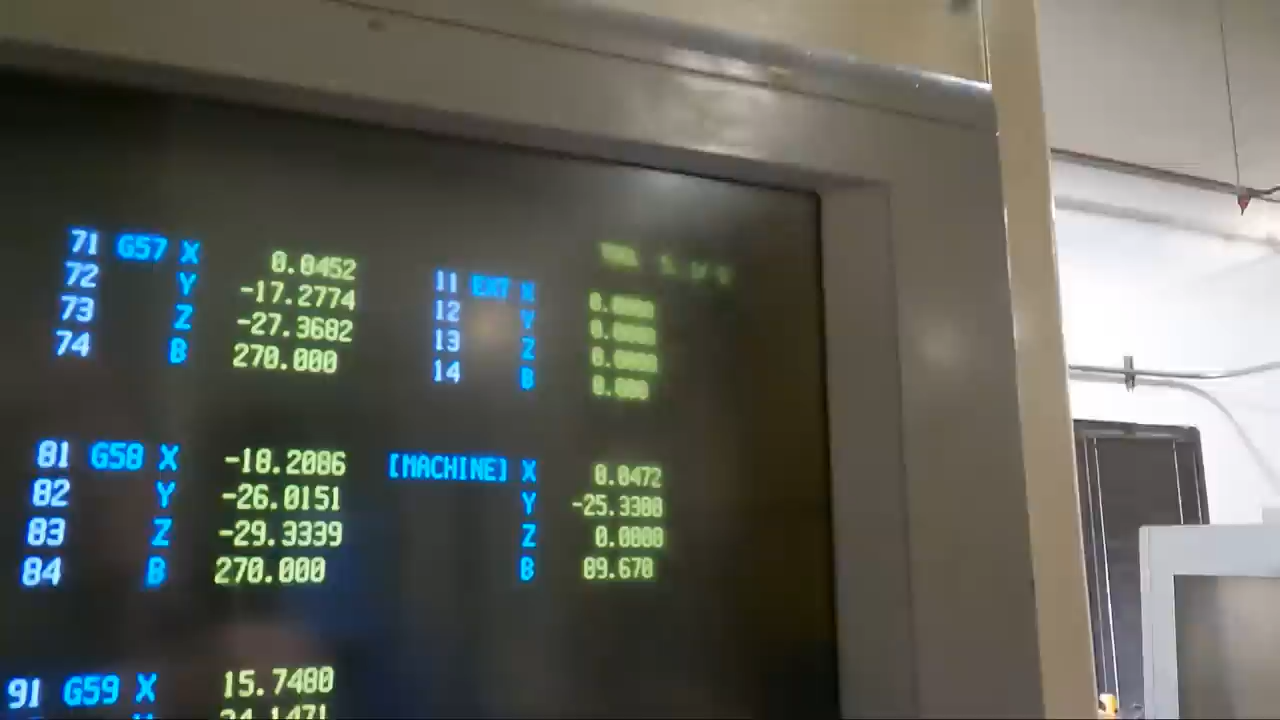 71 G57 X 0.0452
72 Y -17.2774
73 Z -27.3682
74 B 270.000
11 EXT X 0.0000
12 Y 0.0000
13 Z 0.0000
14 B 0.000
81 G58 X -18.2086
82 Y -26.0151
83 Z -29.3339
84 B 270.000
[MACHINE] X 0.0472
Y -25.3300
Z 0.0000
B 89.670
91 G59 X 15.7480